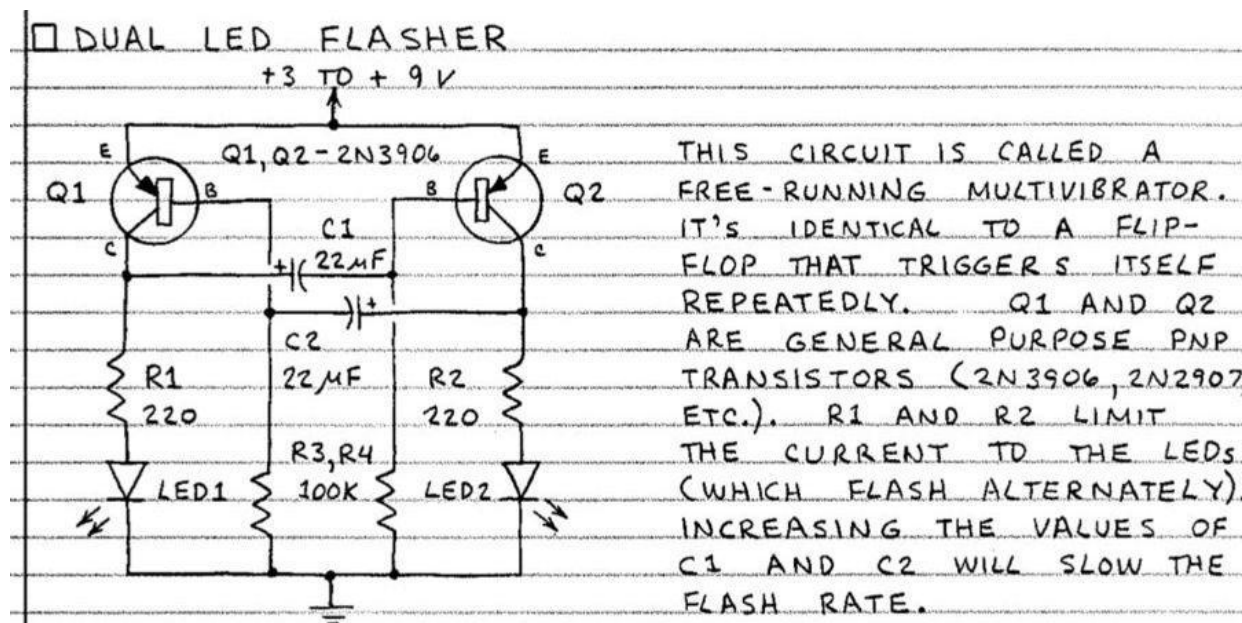 □ DUAL LED FLASHER
+3 TO + 9 V
E
Q1, Q2 - 2N3906
E
Q1
B
B
Q2
C
C1
C
+
22µF
+
C2
22µF
R1
220
R2
220
R3, R4
100K
LED1
LED2
THIS CIRCUIT IS CALLED A
FREE-RUNNING MULTIVIBRATOR.
IT'S IDENTICAL TO A FLIP-
FLOP THAT TRIGGERS ITSELF
REPEATEDLY. Q1 AND Q2
ARE GENERAL PURPOSE PNP
TRANSISTORS (2N3906, 2N2907,
ETC.). R1 AND R2 LIMIT
THE CURRENT TO THE LEDs
(WHICH FLASH ALTERNATELY).
INCREASING THE VALUES OF
C1 AND C2 WILL SLOW THE
FLASH RATE.